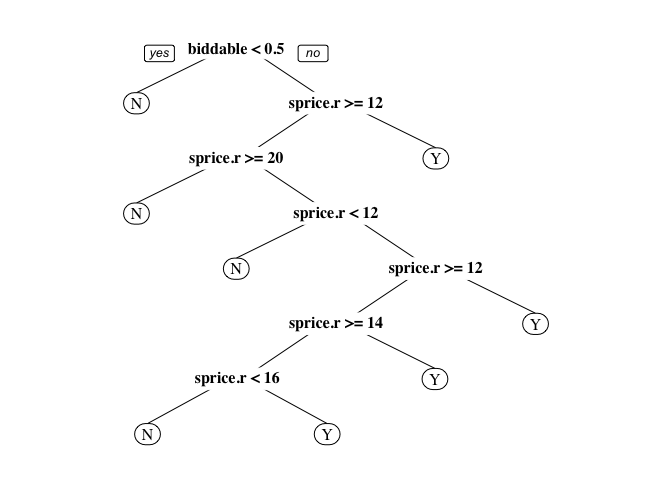 yes biddable < 0.5 no
N sprice.r >= 12
sprice.r >= 20 Y
N sprice.r < 12
N sprice.r >= 12
sprice.r >= 14 Y
sprice.r < 16 Y
N Y